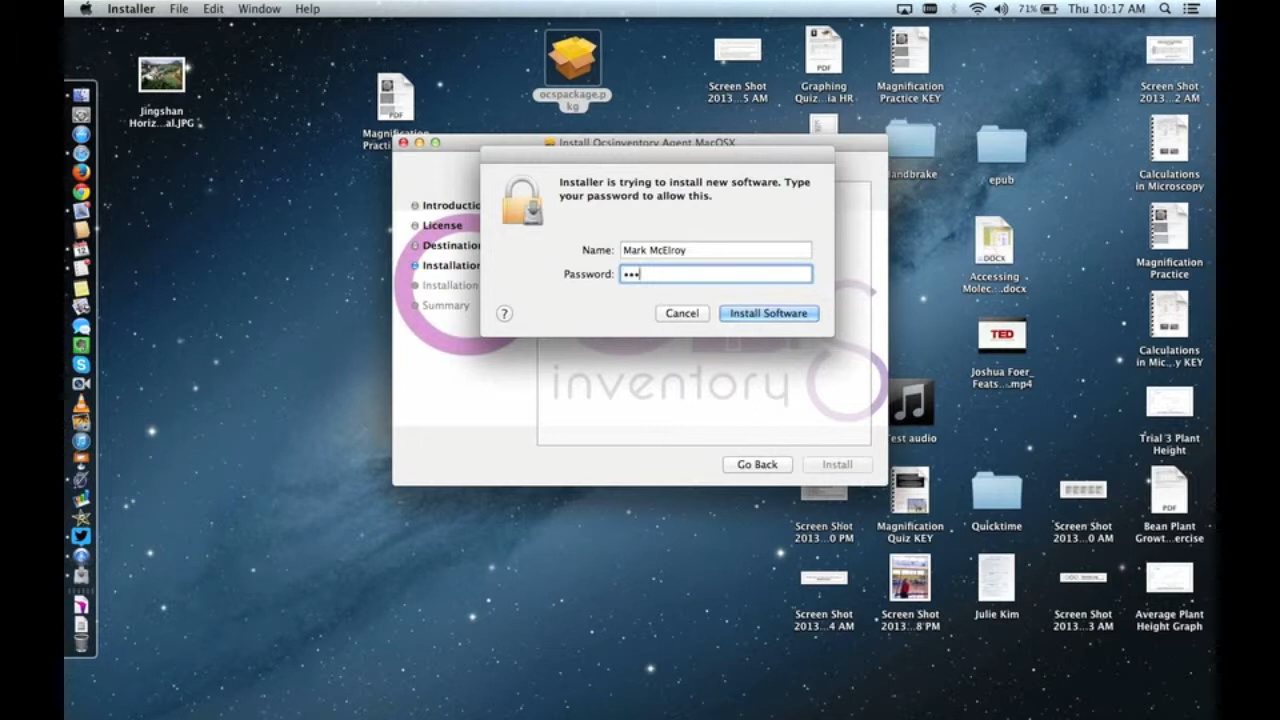 Installer File Edit Window Help
71% Thu 10:17 AM
Jingshan
Horiz...al.JPG
PDF
Magnification
Practi
ocspackage.p
kg
Screen Shot
2013...5 AM
PDF
Graphing
Quiz...ia HR
Magnification
Practice KEY
Screen Shot
2013...2 AM
Install Ocsinventory Agent MacOSX
Installer is trying to install new software. Type
your password to allow this.
Name: Mark McElroy
Password: •••
? Cancel Install Software
Introductio
License
Destination
Installation
Installation
Summary
inventory
Go Back Install
andbrake
epub
Calculations
in Microscopy
DOCX
Accessing
Molec....docx
Magnification
Practice
TED
Joshua Foer_
Feats...mp4
Calculations
in Mic...y KEY
Test audio
Trial 3 Plant
Height
Screen Shot
2013...0 PM
Magnification
Quiz KEY
Quicktime
Screen Shot
2013...0 AM
PDF
Bean Plant
Growt...ercise
Screen Shot
2013...4 AM
Screen Shot
2013...8 PM
Julie Kim
Screen Shot
2013...3 AM
Average Plant
Height Graph